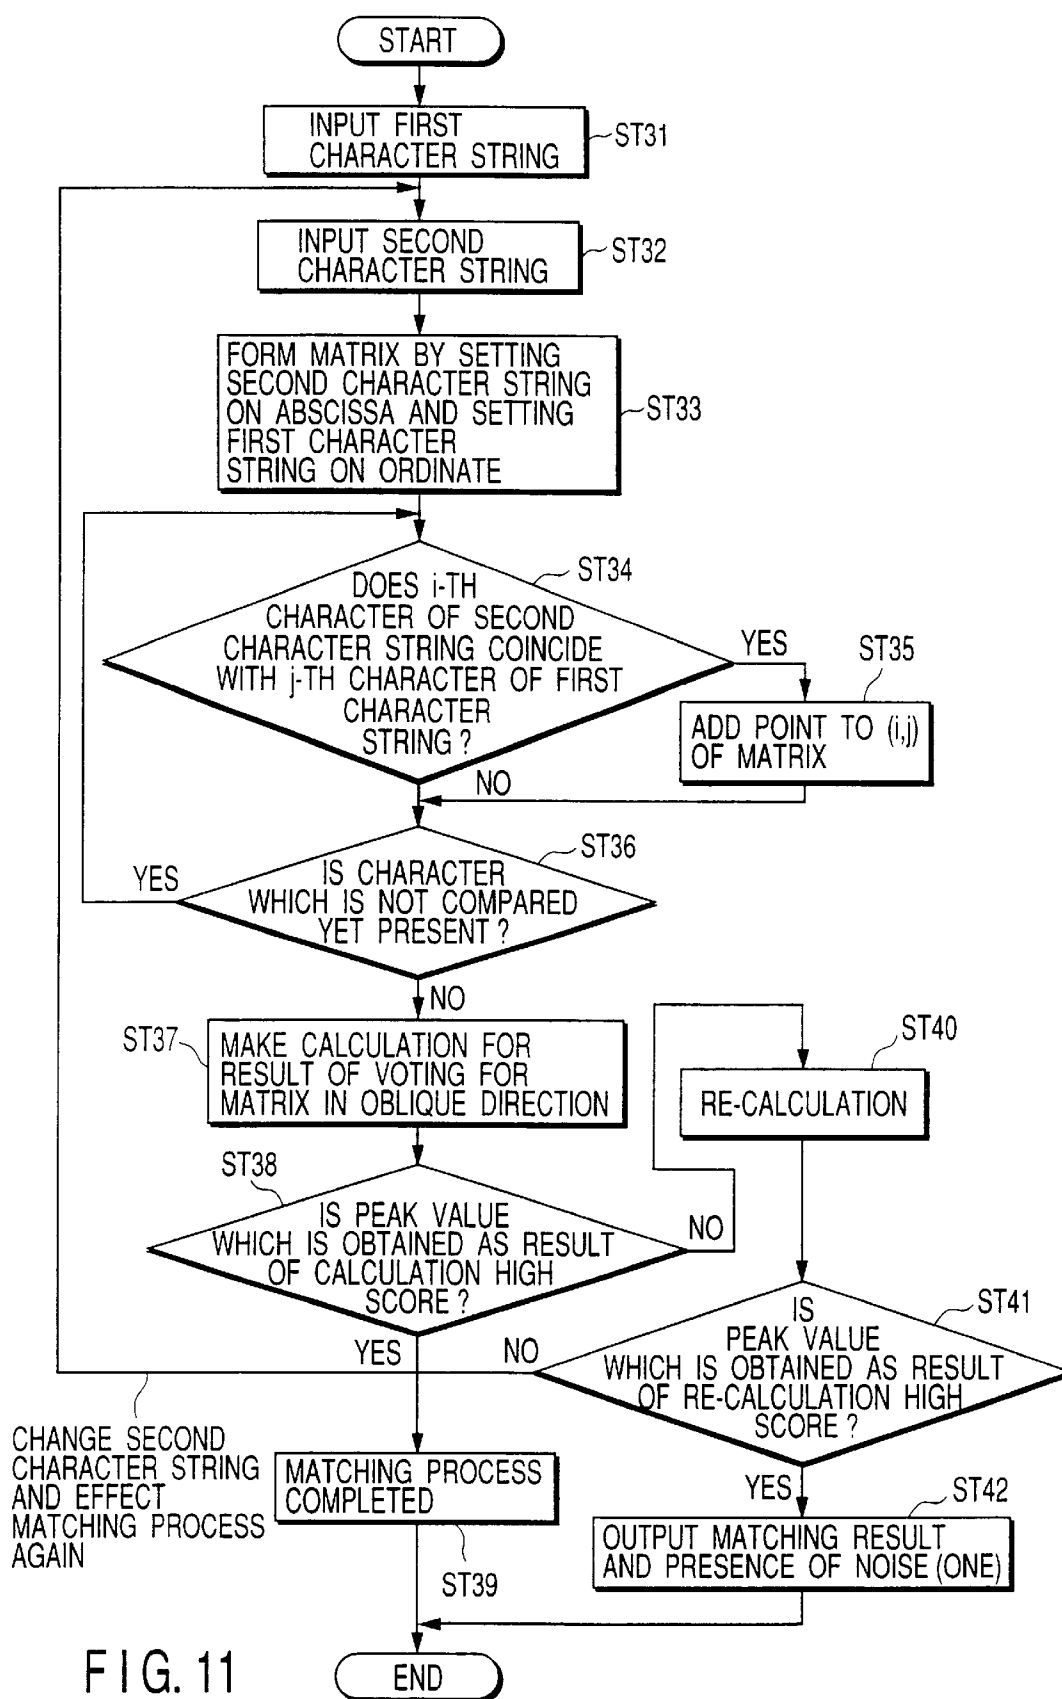 START
INPUT FIRST
CHARACTER STRING
ST31
INPUT SECOND
CHARACTER STRING
ST32
FORM MATRIX BY SETTING
SECOND CHARACTER STRING
ON ABSCISSA AND SETTING
FIRST CHARACTER
STRING ON ORDINATE
ST33
ST34
DOES i-TH
CHARACTER OF SECOND
CHARACTER STRING COINCIDE
WITH j-TH CHARACTER OF FIRST
CHARACTER
STRING?
YES
ST35
ADD POINT TO (i,j)
OF MATRIX
NO
ST36
IS CHARACTER
WHICH IS NOT COMPARED
YET PRESENT?
YES
NO
ST37
MAKE CALCULATION FOR
RESULT OF VOTING FOR
MATRIX IN OBLIQUE DIRECTION
ST40
RE-CALCULATION
ST38
IS PEAK VALUE
WHICH IS OBTAINED AS RESULT
OF CALCULATION HIGH
SCORE?
NO
YES
ST41
IS
PEAK VALUE
WHICH IS OBTAINED AS RESULT
OF RE-CALCULATION HIGH
SCORE?
NO
YES
CHANGE SECOND
CHARACTER STRING
AND EFFECT
MATCHING PROCESS
AGAIN
MATCHING PROCESS
COMPLETED
ST39
ST42
OUTPUT MATCHING RESULT
AND PRESENCE OF NOISE (ONE)
END
FIG. 11